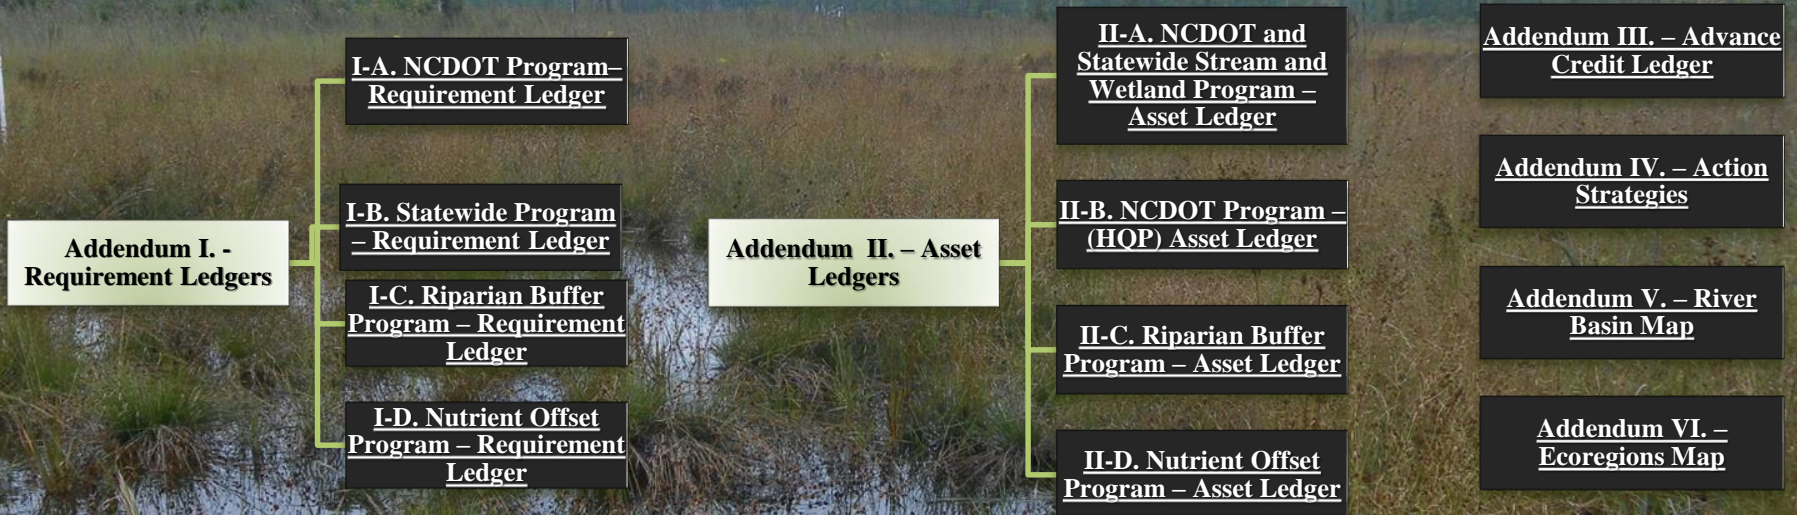 Addendum I. -
Requirement Ledgers
I-A. NCDOT Program–
Requirement Ledger
I-B. Statewide Program
– Requirement Ledger
I-C. Riparian Buffer
Program – Requirement
Ledger
I-D. Nutrient Offset
Program – Requirement
Ledger
Addendum II. – Asset
Ledgers
II-A. NCDOT and
Statewide Stream and
Wetland Program –
Asset Ledger
II-B. NCDOT Program –
(HQP) Asset Ledger
II-C. Riparian Buffer
Program – Asset Ledger
II-D. Nutrient Offset
Program – Asset Ledger
Addendum III. – Advance
Credit Ledger
Addendum IV. – Action
Strategies
Addendum V. – River
Basin Map
Addendum VI. –
Ecoregions Map